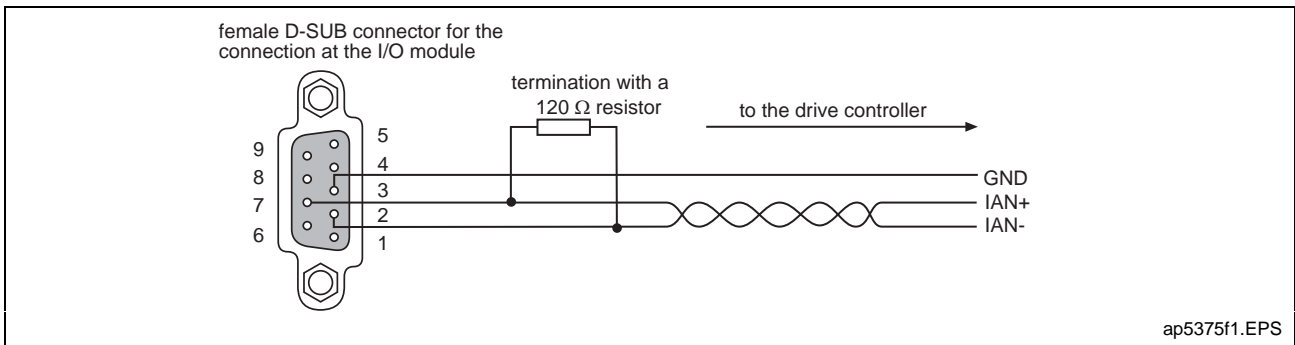 female D-SUB connector for the
connection at the I/O module
termination with a
120 Ω resistor
to the drive controller
5
9
4
8
3
7
2
6
1
GND
IAN+
IAN-
ap5375f1.EPS